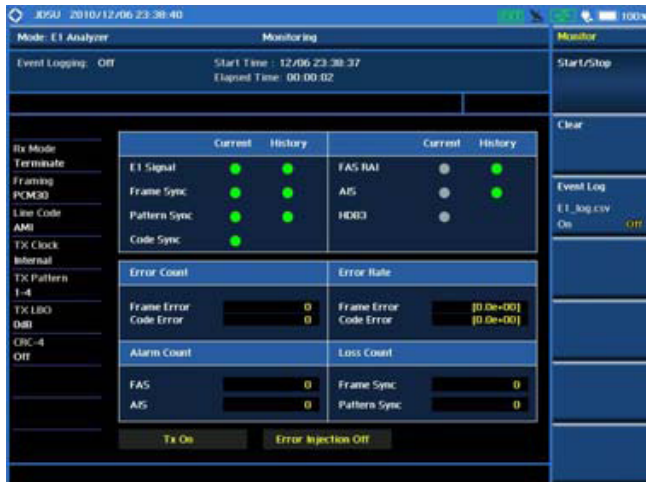 JDSU 2010/12/06 23:38:40 EXT 100%
Mode: E1 Analyzer Monitoring Monitor
Event Logging: Off Start Time : 12/06 23:38:37 Start/Stop
Elapsed Time: 00:00:02
Clear
Rx Mode Current History Current History
Terminate E1 Signal FAS RAI
Framing
PCM30 Frame Sync AIS Event Log
Line Code Pattern Sync HDB3 E1_log.csv
AMI On Off
TX Clock Code Sync
Internal
TX Pattern Error Count Error Rate
1-4
TX LBO Frame Error 0 Frame Error [0.0e+00]
0dB Code Error 0 Code Error [0.0e+00]
CRC-4
Off Alarm Count Loss Count
FAS 0 Frame Sync 0
AIS 0 Pattern Sync 0
Tx On Error Injection Off